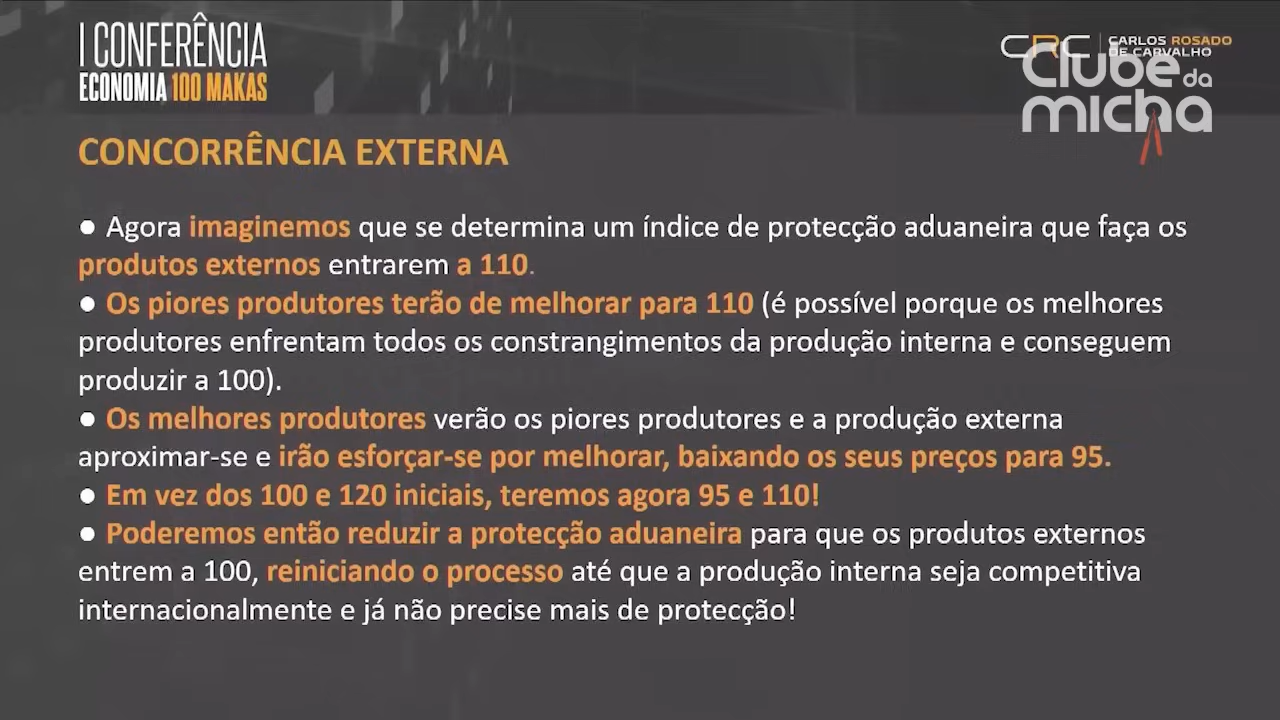 I CONFERÊNCIA
ECONOMIA 100 MAKAS
CRC CARLOS ROSADO
DE CARVALHO
Clube da
micha
CONCORRÊNCIA EXTERNA
● Agora imaginemos que se determina um índice de protecção aduaneira que faça os
produtos externos entrarem a 110.
● Os piores produtores terão de melhorar para 110 (é possível porque os melhores
produtores enfrentam todos os constrangimentos da produção interna e conseguem
produzir a 100).
● Os melhores produtores verão os piores produtores e a produção externa
aproximar-se e irão esforçar-se por melhorar, baixando os seus preços para 95.
● Em vez dos 100 e 120 iniciais, teremos agora 95 e 110!
● Poderemos então reduzir a protecção aduaneira para que os produtos externos
entrem a 100, reiniciando o processo até que a produção interna seja competitiva
internacionalmente e já não precise mais de protecção!